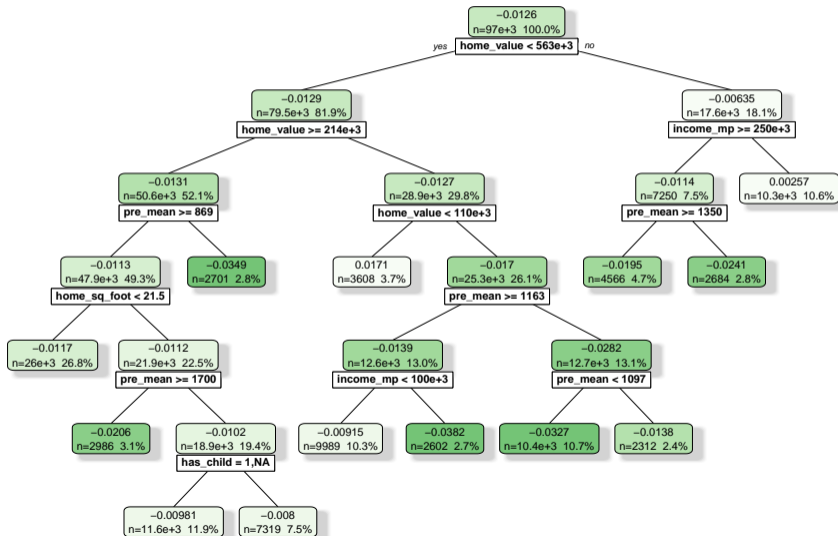 −0.0126
n=97e+3 100.0%
yes home_value < 563e+3 no
−0.0129
n=79.5e+3 81.9%
home_value >= 214e+3
−0.00635
n=17.6e+3 18.1%
income_mp >= 250e+3
−0.0131
n=50.6e+3 52.1%
pre_mean >= 869
−0.0127
n=28.9e+3 29.8%
home_value < 110e+3
−0.0114
n=7250 7.5%
pre_mean >= 1350
0.00257
n=10.3e+3 10.6%
−0.0113
n=47.9e+3 49.3%
home_sq_foot < 21.5
−0.0349
n=2701 2.8%
0.0171
n=3608 3.7%
−0.017
n=25.3e+3 26.1%
pre_mean >= 1163
−0.0195
n=4566 4.7%
−0.0241
n=2684 2.8%
−0.0117
n=26e+3 26.8%
−0.0112
n=21.9e+3 22.5%
pre_mean >= 1700
−0.0139
n=12.6e+3 13.0%
income_mp < 100e+3
−0.0282
n=12.7e+3 13.1%
pre_mean < 1097
−0.0206
n=2986 3.1%
−0.0102
n=18.9e+3 19.4%
has_child = 1,NA
−0.00915
n=9989 10.3%
−0.0382
n=2602 2.7%
−0.0327
n=10.4e+3 10.7%
−0.0138
n=2312 2.4%
−0.00981
n=11.6e+3 11.9%
−0.008
n=7319 7.5%